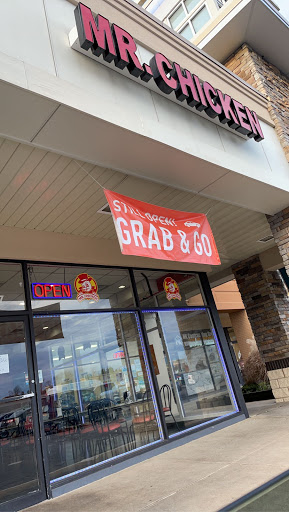 MR. CHICKEN
STILL OPEN!
GRAB & GO
OPEN